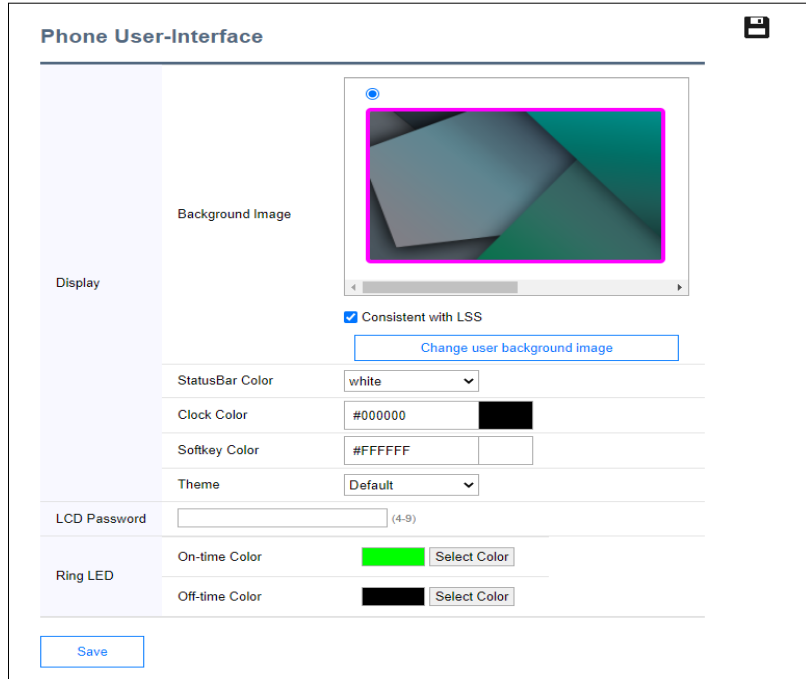 Phone User-Interface
Display
Background Image
Consistent with LSS
Change user background image
StatusBar Color
white
Clock Color
#000000
Softkey Color
#FFFFFF
Theme
Default
LCD Password
(4-9)
Ring LED
On-time Color
Select Color
Off-time Color
Select Color
Save